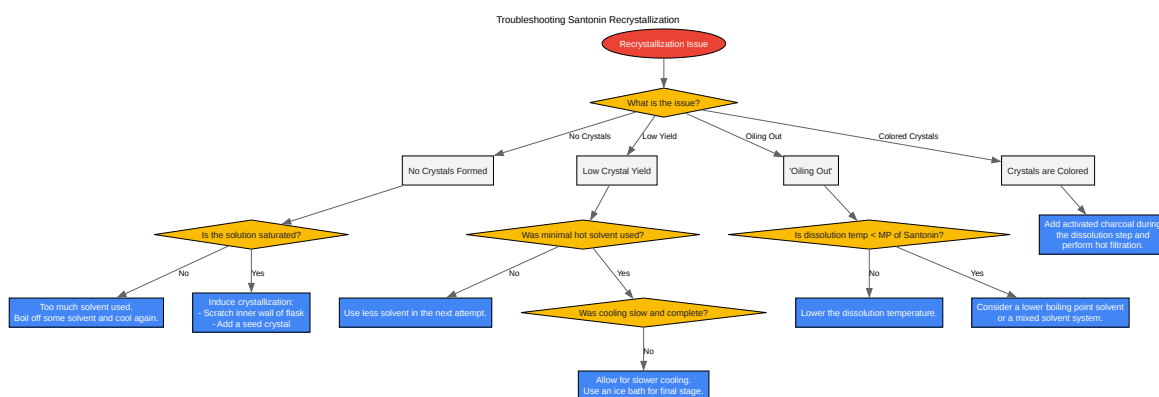 Troubleshooting Santonin Recrystallization
Recrystallization Issue
What is the issue?
No Crystals
Low Yield
Oiling Out
Colored Crystals
No Crystals Formed
Low Crystal Yield
'Oiling Out'
Crystals are Colored
Is the solution saturated?
Was minimal hot solvent used?
Is dissolution temp < MP of Santonin?
Add activated charcoal during
the dissolution step and
perform hot filtration.
No
Yes
No
Yes
No
Yes
Too much solvent used.
Boil off some solvent and cool again.
Induce crystallization:
- Scratch inner wall of flask
- Add a seed crystal
Use less solvent in the next attempt.
Was cooling slow and complete?
Lower the dissolution temperature.
Consider a lower boiling point solvent
or a mixed solvent system.
No
Allow for slower cooling.
Use an ice bath for final stage.